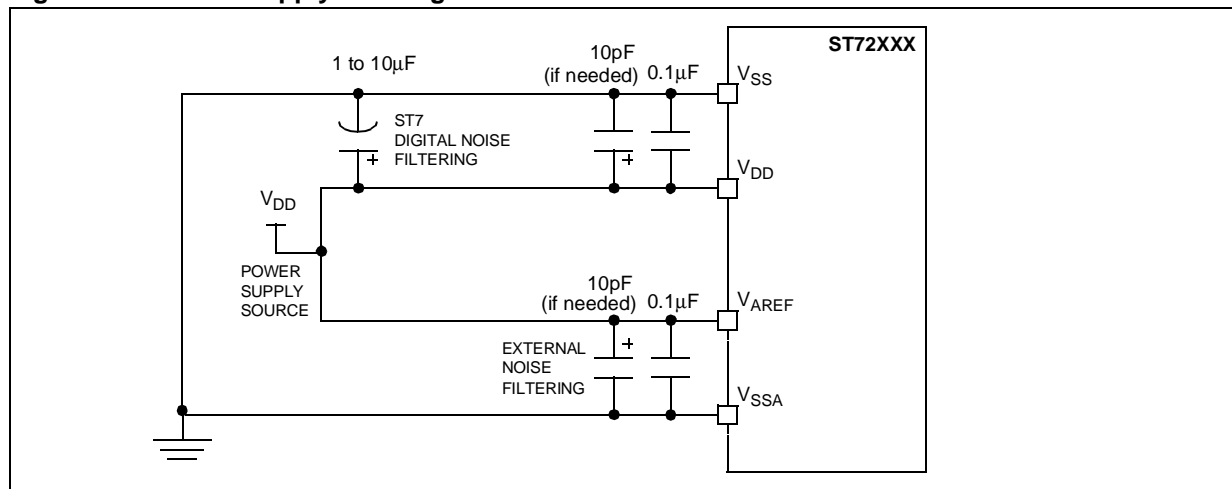 ST72XXX
1 to 10μF
10pF
(if needed)
0.1μF
VSS
ST7
DIGITAL NOISE
FILTERING
+
+
VDD
VDD
POWER
SUPPLY
SOURCE
10pF
(if needed)
0.1μF
VAREF
EXTERNAL
NOISE
FILTERING
+
VSSA